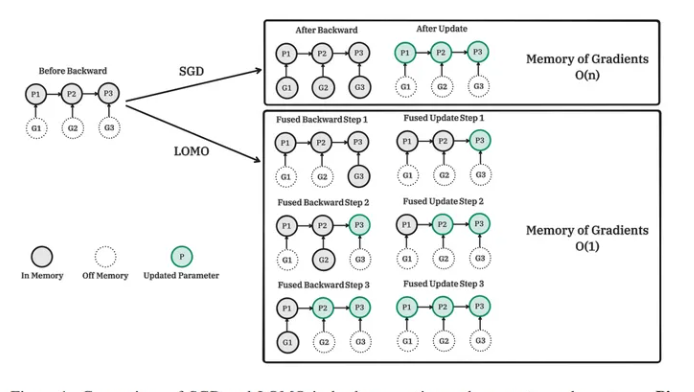 After Backward
After Update
Before Backward
SGD
P1 P2 P3
P1 P2 P3
Memory of Gradients
O(n)
P1 P2 P3
G1 G2 G3
G1 G2 G3
G1 G2 G3
LOMO
Fused Backward Step 1
Fused Update Step 1
P1 P2 P3
P1 P2 P3
G1 G2 G3
G1 G2 G3
Fused Backward Step 2
Fused Update Step 2
P1 P2 P3
P1 P2 P3
Memory of Gradients
O(1)
G1 G2 G3
G1 G2 G3
P
In Memory
Off Memory
Updated Parameter
Fused Backward Step 3
Fused Update Step 3
P1 P2 P3
P1 P2 P3
G1 G2 G3
G1 G2 G3